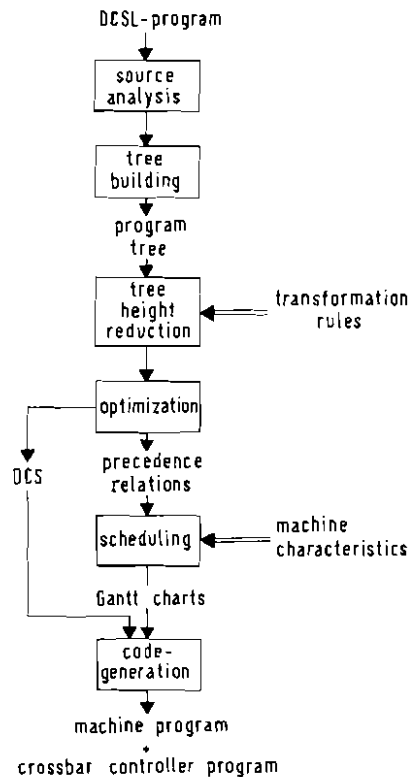 DCSL-program
source
analysis
tree
building
program
tree
tree
height
reduction
transformation
rules
optimization
DCS
precedence
relations
scheduling
machine
characteristics
Gantt charts
code-
generation
machine program
+
crossbar controller program